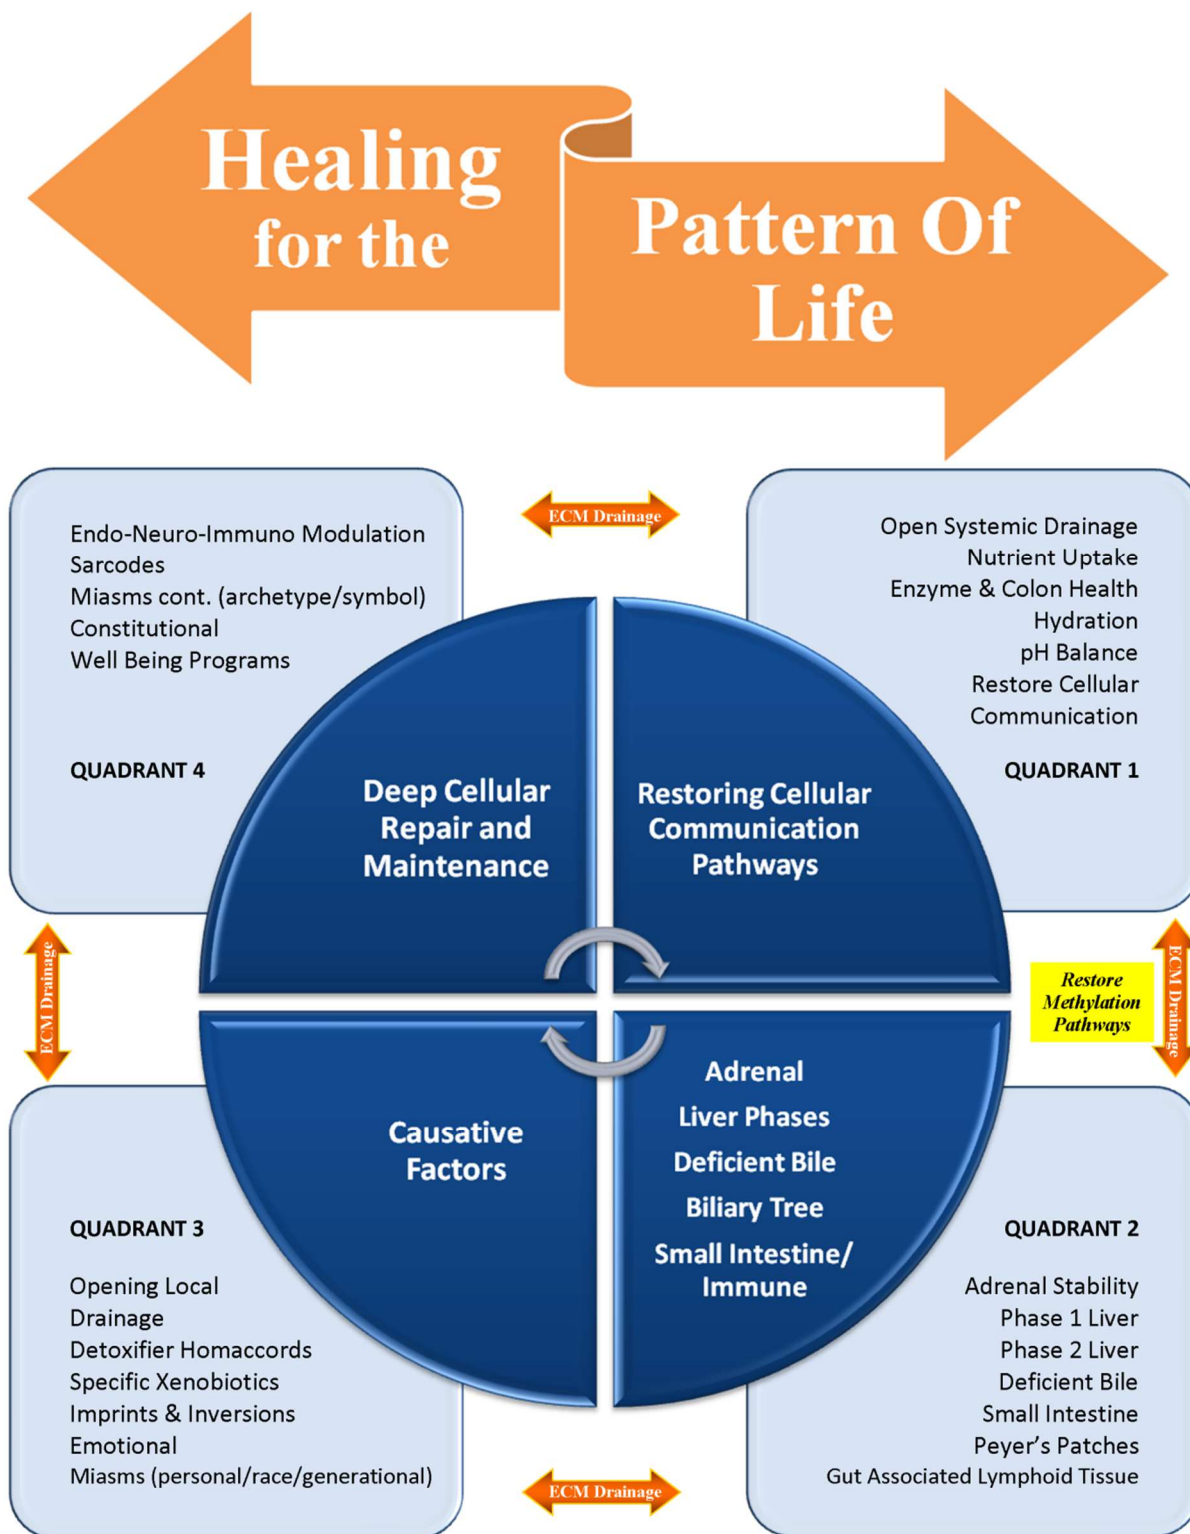 Healing
for the
Pattern Of
Life
ECM Drainage
Endo-Neuro-Immuno Modulation
Sarcodes
Miasms cont. (archetype/symbol)
Constitutional
Well Being Programs
QUADRANT 4
Open Systemic Drainage
Nutrient Uptake
Enzyme & Colon Health
Hydration
pH Balance
Restore Cellular
Communication
QUADRANT 1
Deep Cellular
Repair and
Maintenance
Restoring Cellular
Communication
Pathways
ECM Drainage
Restore
Methylation
Pathways
ECM Drainage
Causative
Factors
Adrenal
Liver Phases
Deficient Bile
Biliary Tree
Small Intestine/
Immune
QUADRANT 3
Opening Local
Drainage
Detoxifier Homaccords
Specific Xenobiotics
Imprints & Inversions
Emotional
Miasms (personal/race/generational)
QUADRANT 2
Adrenal Stability
Phase 1 Liver
Phase 2 Liver
Deficient Bile
Small Intestine
Peyer’s Patches
Gut Associated Lymphoid Tissue
ECM Drainage